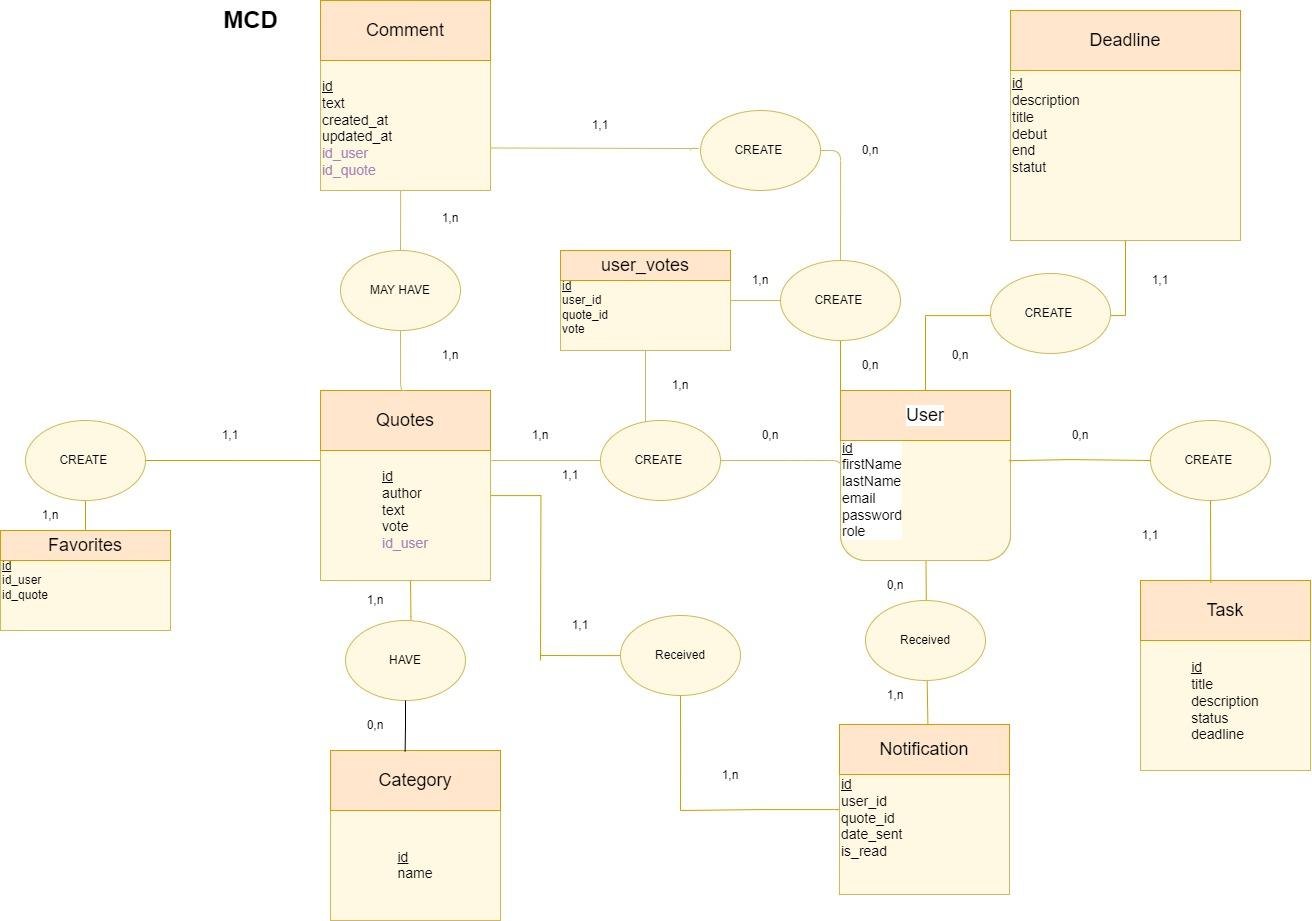 MCD
Comment
id
text
created_at
updated_at
id_user
id_quote
1,1
CREATE
0,n
Deadline
id
description
title
debut
end
statut
1,n
MAY HAVE
1,n
user_votes
id
user_id
quote_id
vote
1,n
CREATE
0,n
1,n
CREATE
1,1
0,n
Quotes
id
author
text
vote
id_user
1,1
CREATE
1,n
Favorites
id
id_user
id_quote
1,n
1,1
CREATE
0,n
User
id
firstName
lastName
email
password
role
0,n
CREATE
1,1
Task
id
title
description
status
deadline
1,n
HAVE
0,n
Category
id
name
1,1
Received
1,n
0,n
Received
1,n
Notification
id
user_id
quote_id
date_sent
is_read